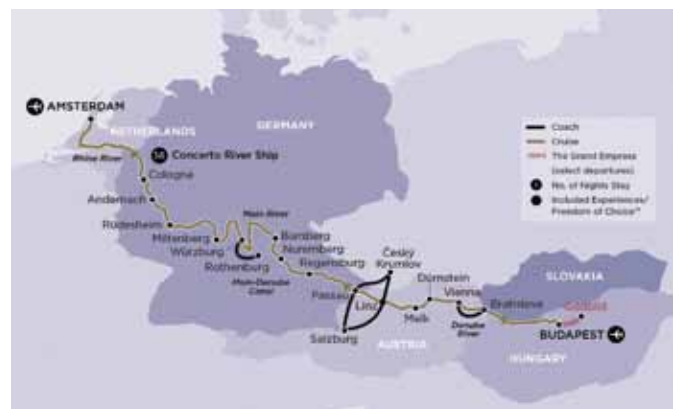 AMSTERDAM
NETHERLANDS
GERMANY
Rhine River
14 Concerto River Ship
Cologne
Andernach
Rüdesheim
Main River
Miltenberg
Würzburg
Rothenburg
Bamberg
Nuremberg
Main-Danube
Canal
Regensburg
Český
Krumlov
Passau
Linz
Salzburg
Dürnstein
Melk
Vienna
Danube
River
Bratislava
AUSTRIA
SLOVAKIA
BUDAPEST
HUNGARY
Coach
Cruise
The Grand Empress
(select departures)
No. of Nights Stay
Included Experiences/
Freedom of Choice™